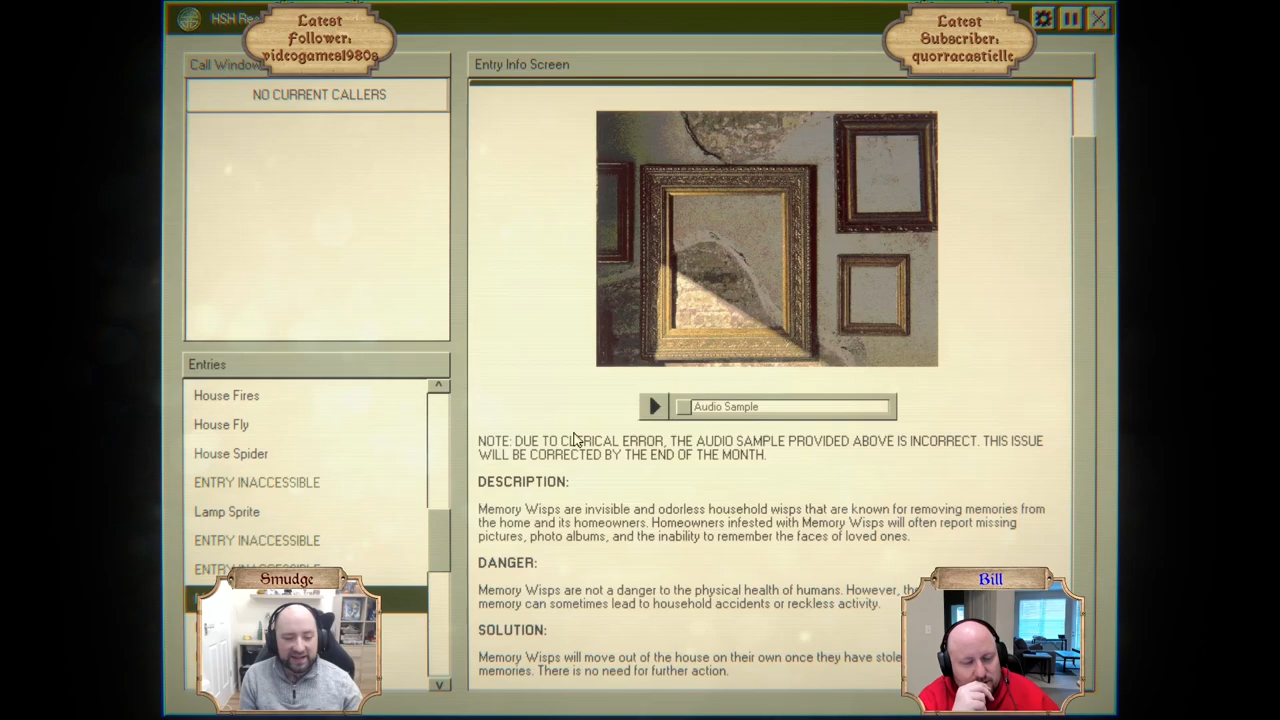 HSH Re
Latest
Follower:
videogames1980s
Latest
Subscriber:
quorracastielle
Call Window
Entry Info Screen
NO CURRENT CALLERS
Audio Sample
NOTE: DUE TO CLERICAL ERROR, THE AUDIO SAMPLE PROVIDED ABOVE IS INCORRECT. THIS ISSUE
WILL BE CORRECTED BY THE END OF THE MONTH.
DESCRIPTION:
Memory Wisps are invisible and odorless household wisps that are known for removing memories from
the home and its homeowners. Homeowners infested with Memory Wisps will often report missing
pictures, photo albums, and the inability to remember the faces of loved ones.
DANGER:
Memory Wisps are not a danger to the physical health of humans. However, th
memory can sometimes lead to household accidents or reckless activity.
SOLUTION:
Memory Wisps will move out of the house on their own once they have stole
memories. There is no need for further action.
Entries
House Fires
House Fly
House Spider
ENTRY INACCESSIBLE
Lamp Sprite
ENTRY INACCESSIBLE
ENTRY INACCESSIBLE
Smudge
Bill